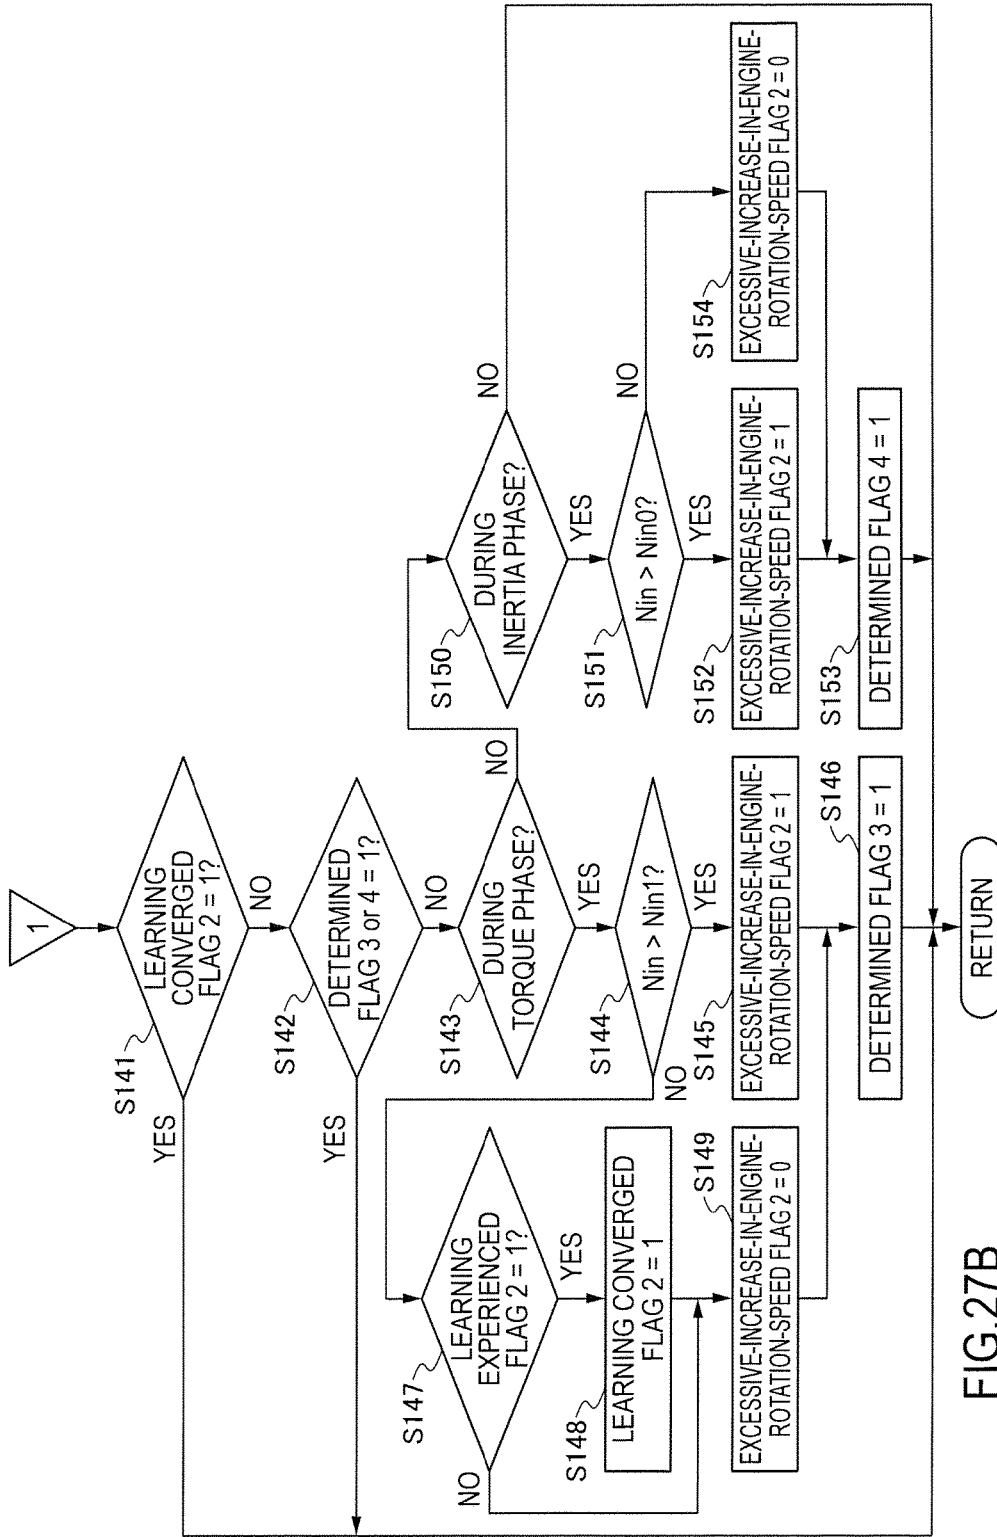 1
S141
LEARNING
CONVERGED
FLAG 2 = 1?
YES
NO
S142
DETERMINED
FLAG 3 or 4 = 1?
YES
NO
S143
DURING
TORQUE PHASE?
NO
YES
S144
Nin > Nin1?
NO
YES
S145
EXCESSIVE-INCREASE-IN-ENGINE-
ROTATION-SPEED FLAG 2 = 1
S146
DETERMINED FLAG 3 = 1
S147
LEARNING
EXPERIENCED
FLAG 2 = 1?
NO
YES
S148
LEARNING CONVERGED
FLAG 2 = 1
S149
EXCESSIVE-INCREASE-IN-ENGINE-
ROTATION-SPEED FLAG 2 = 0
S150
DURING
INERTIA PHASE?
NO
YES
S151
Nin > Nin0?
NO
YES
S152
EXCESSIVE-INCREASE-IN-ENGINE-
ROTATION-SPEED FLAG 2 = 1
S153
DETERMINED FLAG 4 = 1
S154
EXCESSIVE-INCREASE-IN-ENGINE-
ROTATION-SPEED FLAG 2 = 0
RETURN
FIG.27B